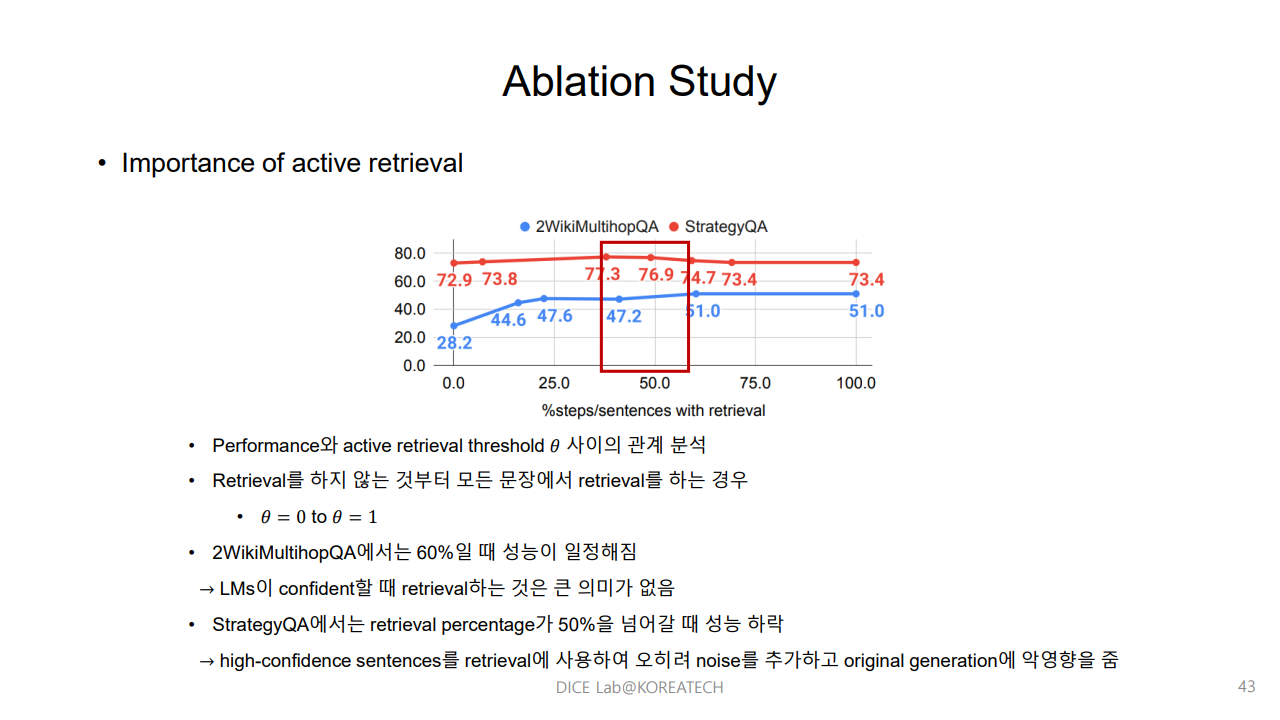 Ablation Study
• Importance of active retrieval
2WikiMultihopQA StrategyQA
80.0
60.0
40.0
20.0
0.0
72.9 73.8 77.3 76.9 74.7 73.4 73.4
28.2 44.6 47.6 47.2 51.0 51.0
0.0 25.0 50.0 75.0 100.0
%steps/sentences with retrieval
• Performance와 active retrieval threshold 𝜃 사이의 관계 분석
• Retrieval를 하지 않는 것부터 모든 문장에서 retrieval를 하는 경우
• 𝜃 = 0 to 𝜃 = 1
• 2WikiMultihopQA에서는 60%일 때 성능이 일정해짐
→ LMs이 confident할 때 retrieval하는 것은 큰 의미가 없음
• StrategyQA에서는 retrieval percentage가 50%을 넘어갈 때 성능 하락
→ high-confidence sentences를 retrieval에 사용하여 오히려 noise를 추가하고 original generation에 악영향을 줌
DICE Lab@KOREATECH
43